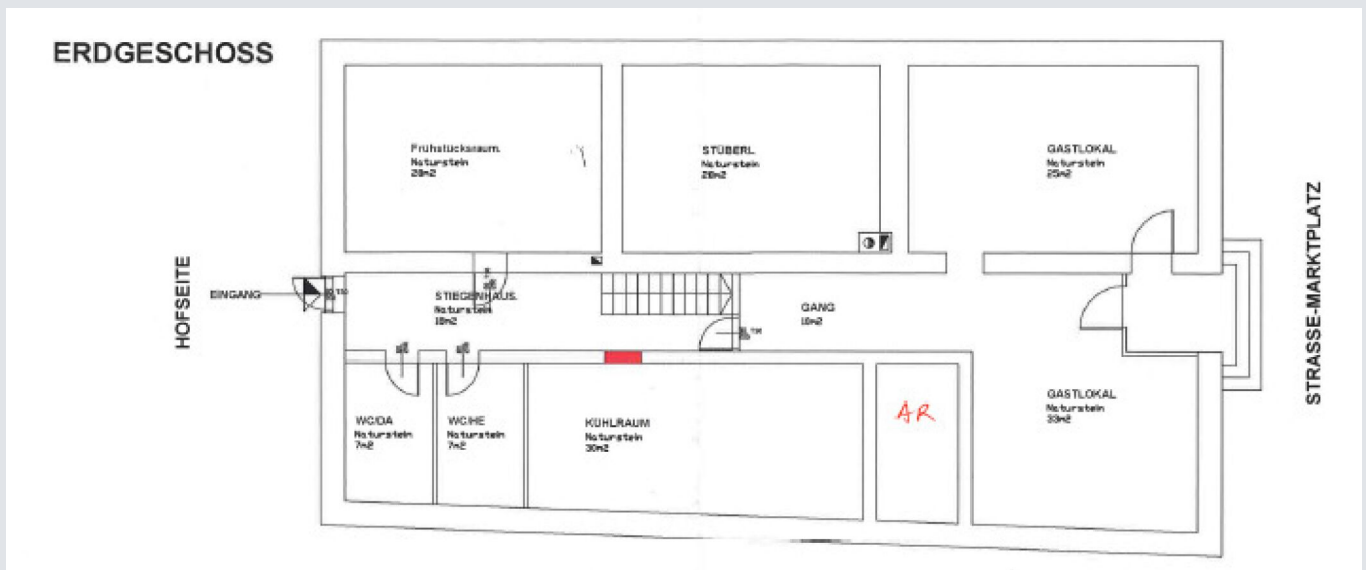 ERDGESCHOSS
Frühstücksraum.
Naturstein
28m2
STÜBERL
Naturstein
28m2
GASTLOKAL
Naturstein
25m2
HOFSEITE
EINGANG
STIEGENHAUS.
Naturstein
18m2
GANG
18m2
STRASSE-MARKTPLATZ
WC/DA
Naturstein
7m2
WC/HE
Naturstein
7m2
KÜHLRAUM
Naturstein
30m2
AR
GASTLOKAL
Naturstein
33m2